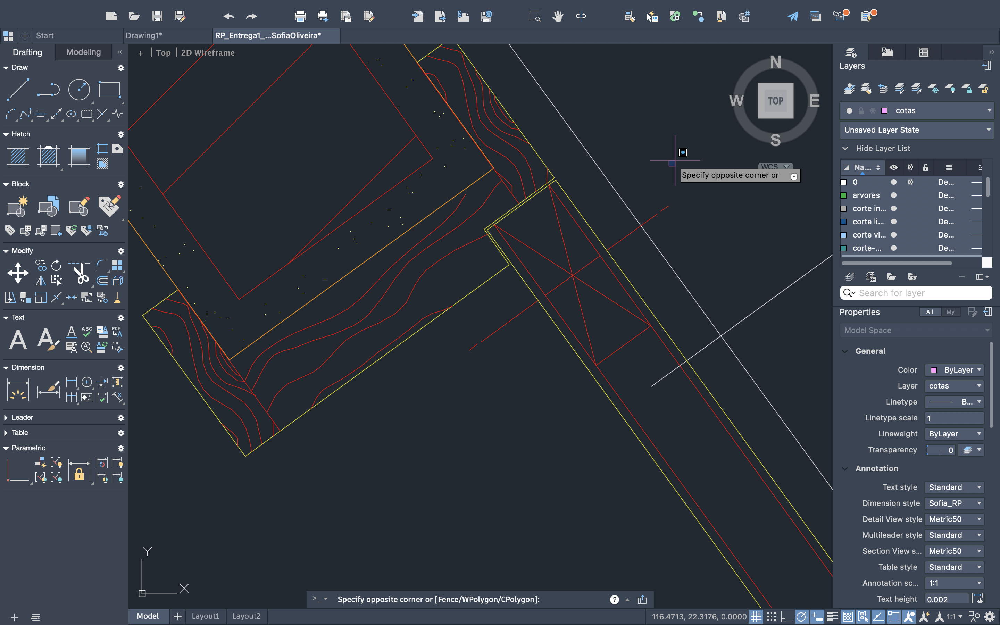 Start
Drawing1*
RP_Entrega1_...SofiaOliveira*
Drafting
Modeling
+ | Top | 2D Wireframe
Draw
Hatch
Block
Modify
Text
A
A
A
ABC
PDF
A
PDF
Dimension
Leader
Table
Parametric
N
W
TOP
E
S
WCS
Specify opposite corner or
Y
X
>_ Specify opposite corner or [Fence/WPolygon/CPolygon]:
?
Model
Layout1
Layout2
116.4713, 22.3176, 0.0000
1:1
Layers
cotas
Unsaved Layer State
Hide Layer List
Na...
0 De...
arvores De...
corte in... De...
corte li... De...
corte vi... De...
corte-... De...
Search for layer
Properties
All
My
Model Space
General
Color ByLayer
Layer cotas
Linetype B...
Linetype scale 1
Lineweight ByLayer
Transparency 0
Annotation
Text style Standard
Dimension style Sofia_RP
Detail View style Metric50
Multileader style Standard
Section View s... Metric50
Table style Standard
Annotation sc... 1:1
Text height 0.002